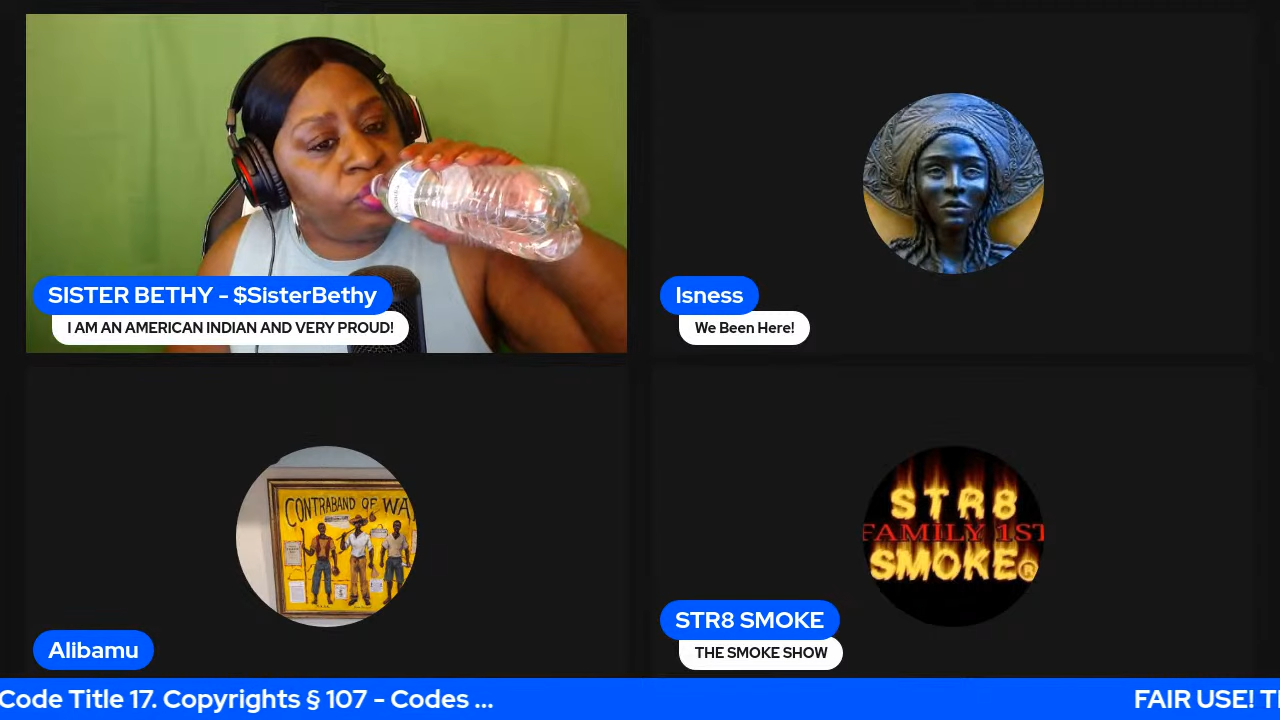 SISTER BETHY - $SisterBethy
I AM AN AMERICAN INDIAN AND VERY PROUD!
Isness
We Been Here!
CONTRABAND OF WA
Alibamu
STR8
FAMILY 1ST
SMOKE®
STR8 SMOKE
THE SMOKE SHOW
Code Title 17. Copyrights § 107 - Codes ...
FAIR USE! T